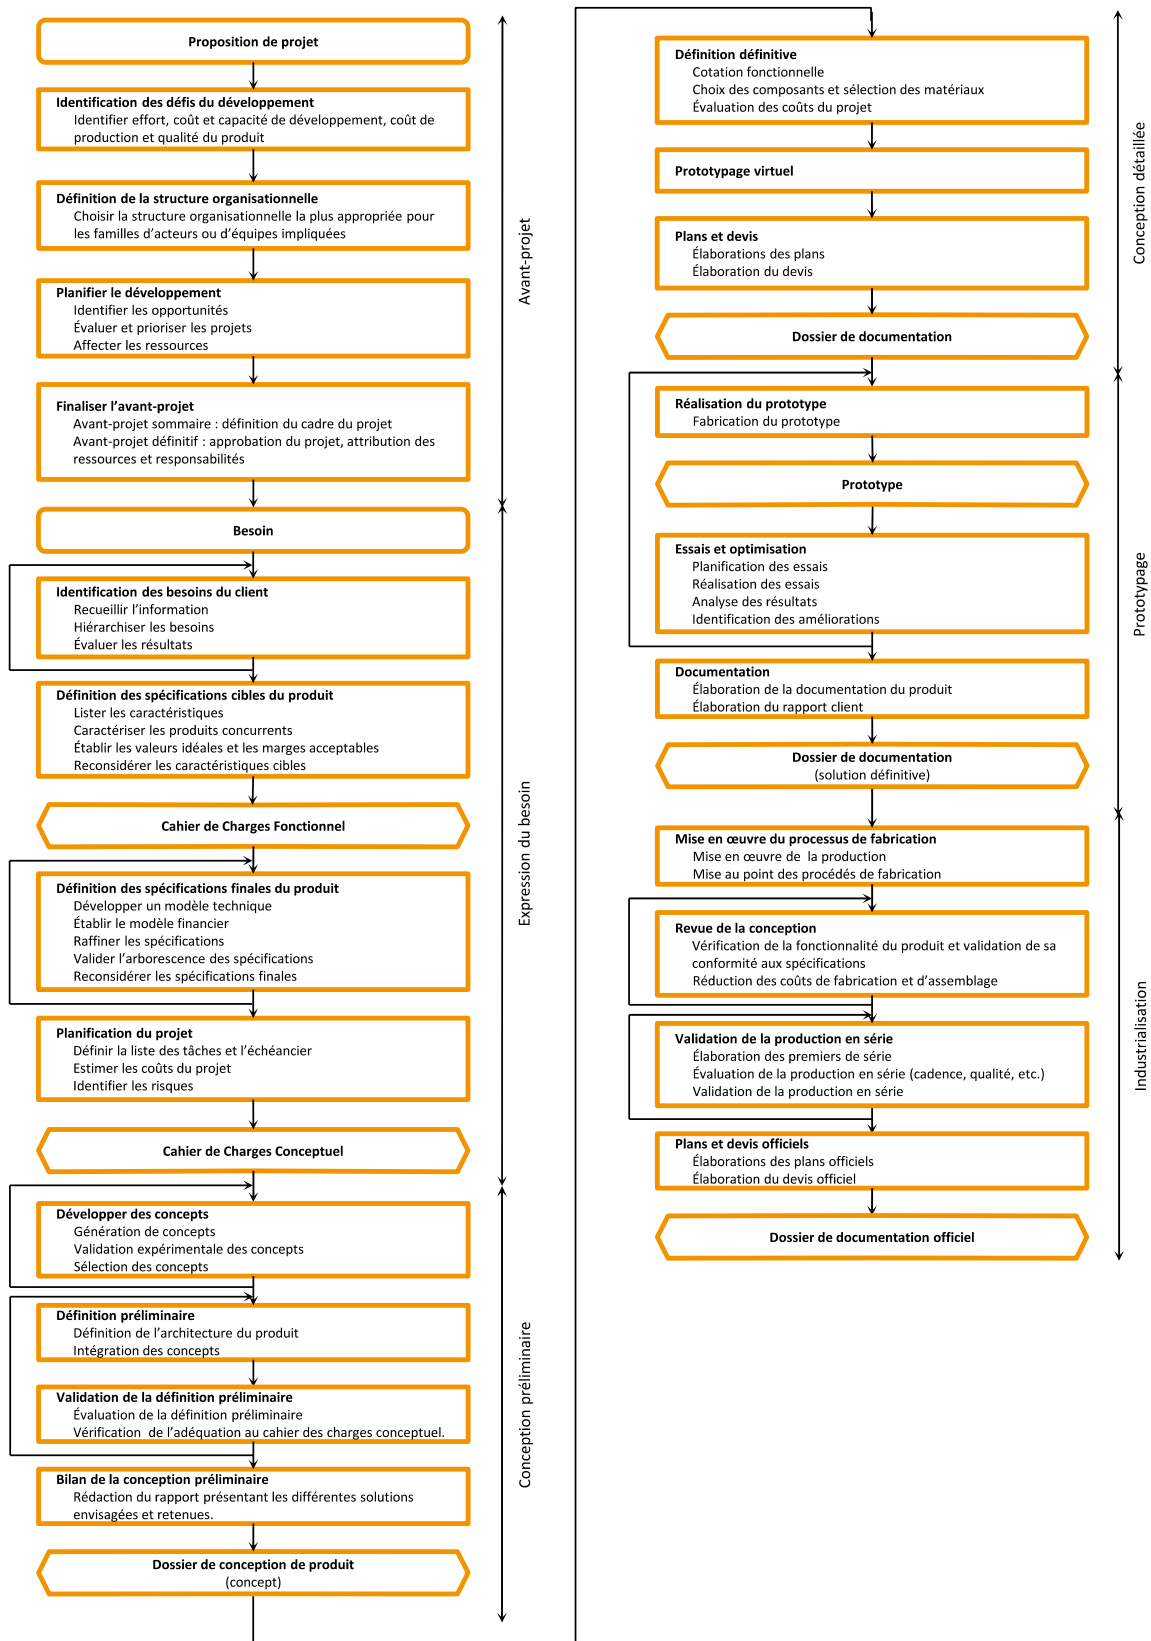 Proposition de projet
Identification des défis du développement
Identifier effort, coût et capacité de développement, coût de
production et qualité du produit
Définition de la structure organisationnelle
Choisir la structure organisationnelle la plus appropriée pour
les familles d’acteurs ou d’équipes impliquées
Planifier le développement
Identifier les opportunités
Évaluer et prioriser les projets
Affecter les ressources
Finaliser l’avant-projet
Avant-projet sommaire : définition du cadre du projet
Avant-projet définitif : approbation du projet, attribution des
ressources et responsabilités
Avant-projet
Besoin
Identification des besoins du client
Recueillir l’information
Hiérarchiser les besoins
Évaluer les résultats
Définition des spécifications cibles du produit
Lister les caractéristiques
Caractériser les produits concurrents
Établir les valeurs idéales et les marges acceptables
Reconsidérer les caractéristiques cibles
Cahier de Charges Fonctionnel
Définition des spécifications finales du produit
Développer un modèle technique
Établir le modèle financier
Raffiner les spécifications
Valider l’arborescence des spécifications
Reconsidérer les spécifications finales
Planification du projet
Définir la liste des tâches et l’échéancier
Estimer les coûts du projet
Identifier les risques
Cahier de Charges Conceptuel
Expression du besoin
Développer des concepts
Génération de concepts
Validation expérimentale des concepts
Sélection des concepts
Définition préliminaire
Définition de l’architecture du produit
Intégration des concepts
Validation de la définition préliminaire
Évaluation de la définition préliminaire
Vérification de l’adéquation au cahier des charges conceptuel.
Bilan de la conception préliminaire
Rédaction du rapport présentant les différentes solutions
envisagées et retenues.
Dossier de conception de produit
(concept)
Conception préliminaire
Définition définitive
Cotation fonctionnelle
Choix des composants et sélection des matériaux
Évaluation des coûts du projet
Prototypage virtuel
Plans et devis
Élaborations des plans
Élaboration du devis
Dossier de documentation
Conception détaillée
Réalisation du prototype
Fabrication du prototype
Prototype
Essais et optimisation
Planification des essais
Réalisation des essais
Analyse des résultats
Identification des améliorations
Documentation
Élaboration de la documentation du produit
Élaboration du rapport client
Dossier de documentation
(solution définitive)
Prototypage
Mise en œuvre du processus de fabrication
Mise en œuvre de la production
Mise au point des procédés de fabrication
Revue de la conception
Vérification de la fonctionnalité du produit et validation de sa
conformité aux spécifications
Réduction des coûts de fabrication et d’assemblage
Validation de la production en série
Élaboration des premiers de série
Évaluation de la production en série (cadence, qualité, etc.)
Validation de la production en série
Plans et devis officiels
Élaborations des plans officiels
Élaboration du devis officiel
Dossier de documentation officiel
Industrialisation